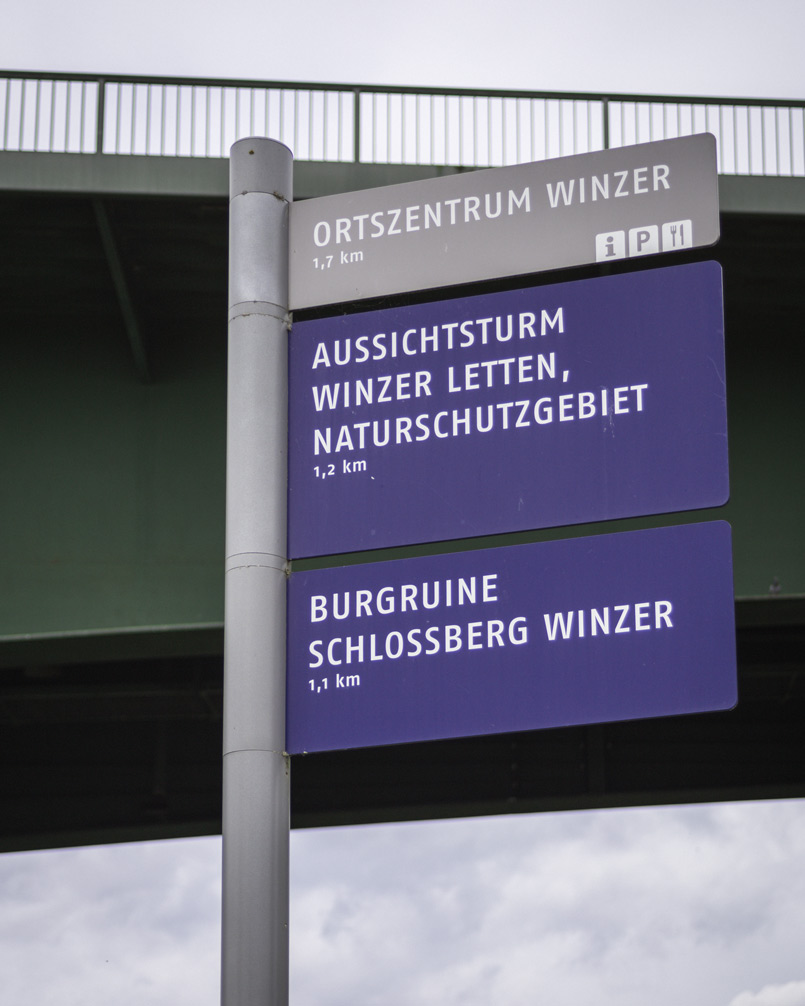 ORTSZENTRUM WINZER
1,7 km
i P
AUSSICHTSTURM
WINZER LETTEN,
NATURSCHUTZGEBIET
1,2 km
BURGRUINE
SCHLOSSBERG WINZER
1,1 km